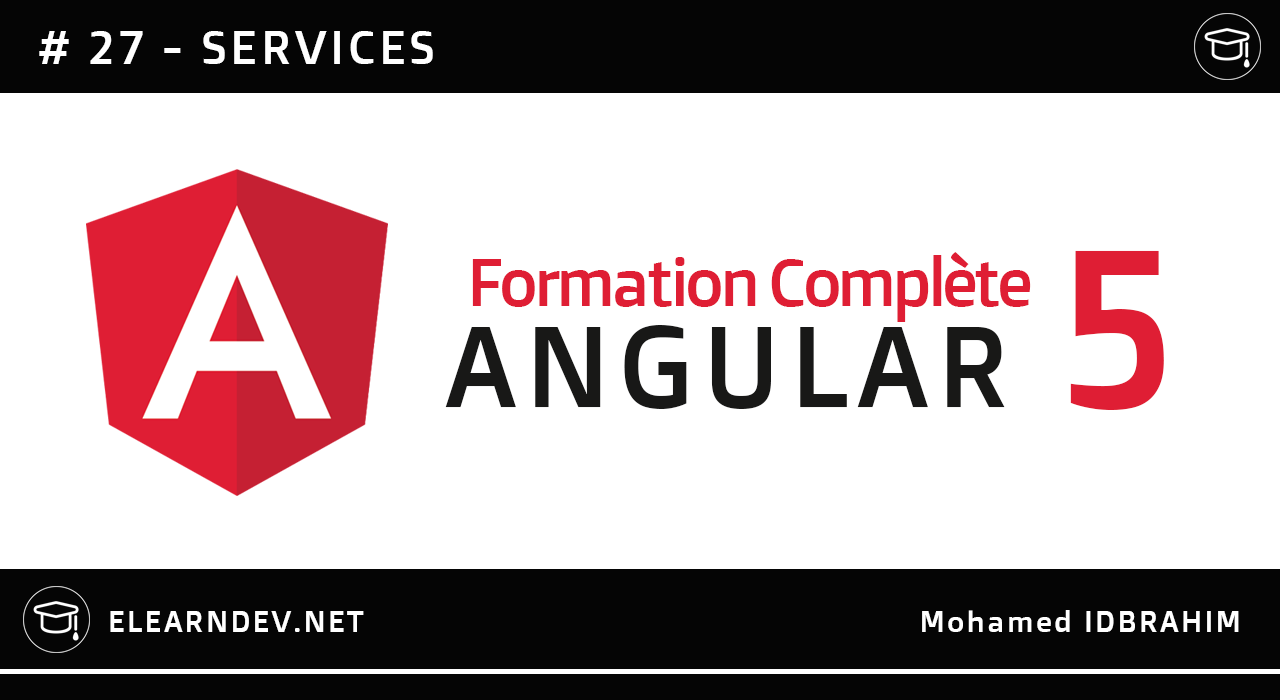 # 27 - SERVICES
Formation Complète
ANGULAR 5
ELEARNDEV.NET
Mohamed IDBRAHIM